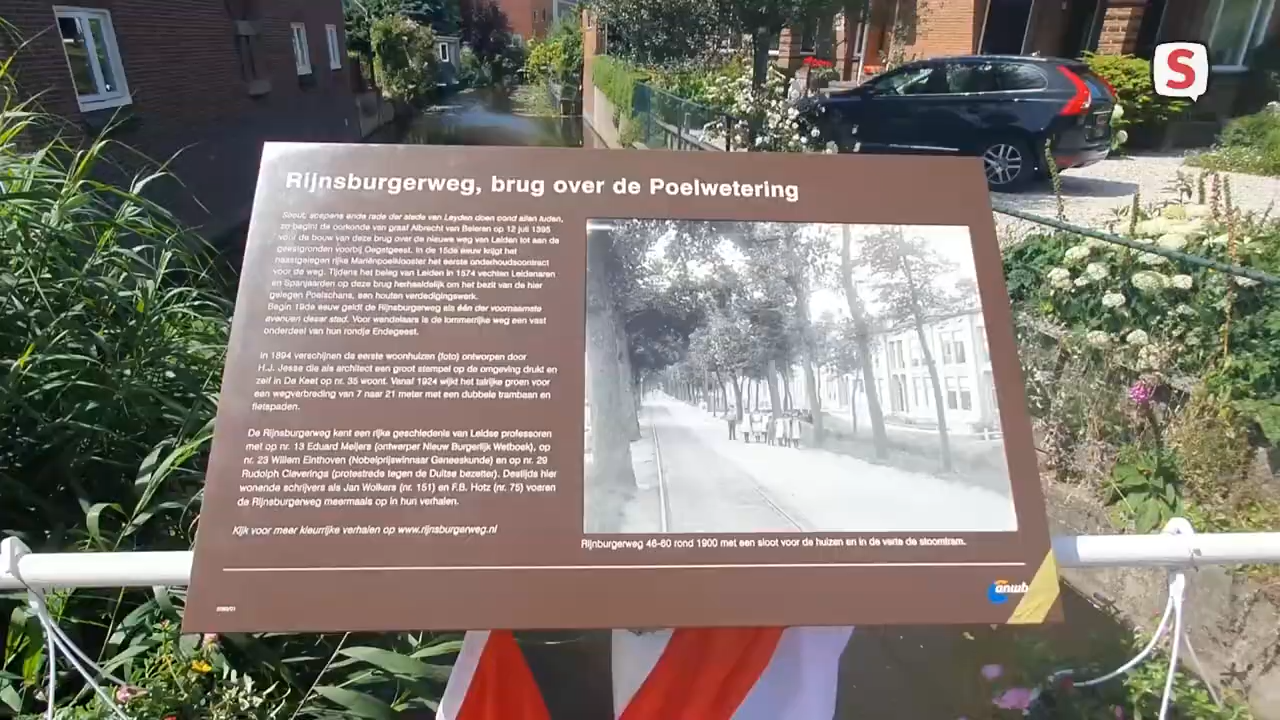 S
Rijnsburgerweg, brug over de Poelwetering
Scout, scepens ende rade der stede van Leyden doen cond allen luden,
zo begint de oorkonde van graaf Albrecht van Beieren op 12 juli 1395
voor de bouw van deze brug over de nieuwe weg van Leiden tot aan de
geestgronden voorbij Oegstgeest. In de 15de eeuw krijgt het
naastgelegen rijke Mariënpoelklooster het eerste onderhoudscontract
voor de weg. Tijdens het beleg van Leiden in 1574 vechten Leidenaren
en Spanjaarden op deze brug herhaaldelijk om het bezit van de hier
gelegen Poelschans, een houten verdedigingswerk.
Begin 19de eeuw geldt de Rijnsburgerweg als één der voornaamste
avenuen dezer stad. Voor wandelaars is de lommerrijke weg een vast
onderdeel van hun rondje Endegeest.
In 1894 verschijnen de eerste woonhuizen (foto) ontworpen door
H.J. Jesse die als architect een groot stempel op de omgeving drukt en
zelf in De Keet op nr. 35 woont. Vanaf 1924 wijkt het talrijke groen voor
een wegverbreding van 7 naar 21 meter met een dubbele trambaan en
fietspaden.
De Rijnsburgerweg kent een rijke geschiedenis van Leidse professoren
met op nr. 13 Eduard Meijers (ontwerper Nieuw Burgerlijk Wetboek), op
nr. 23 Willem Einthoven (Nobelprijswinnaar Geneeskunde) en op nr. 29
Rudolph Cleveringa (protestrede tegen de Duitse bezetter). Destijds hier
wonende schrijvers als Jan Wolkers (nr. 151) en F.B. Hotz (nr. 75) voeren
de Rijnsburgerweg meermaals op in hun verhalen.
Kijk voor meer kleurrijke verhalen op www.rijnsburgerweg.nl
Rijnburgerweg 46-60 rond 1900 met een sloot voor de huizen en in de verte de stoomtram.
anwb